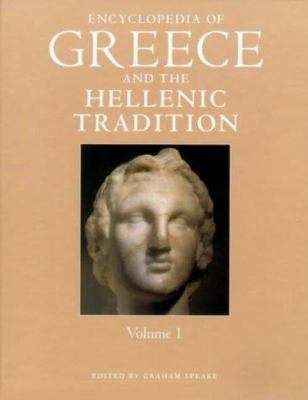 ENCYCLOPEDIA OF
GREECE
AND THE
HELLENIC
TRADITION
Volume 1
EDITED BY GRAHAM SPEAKE